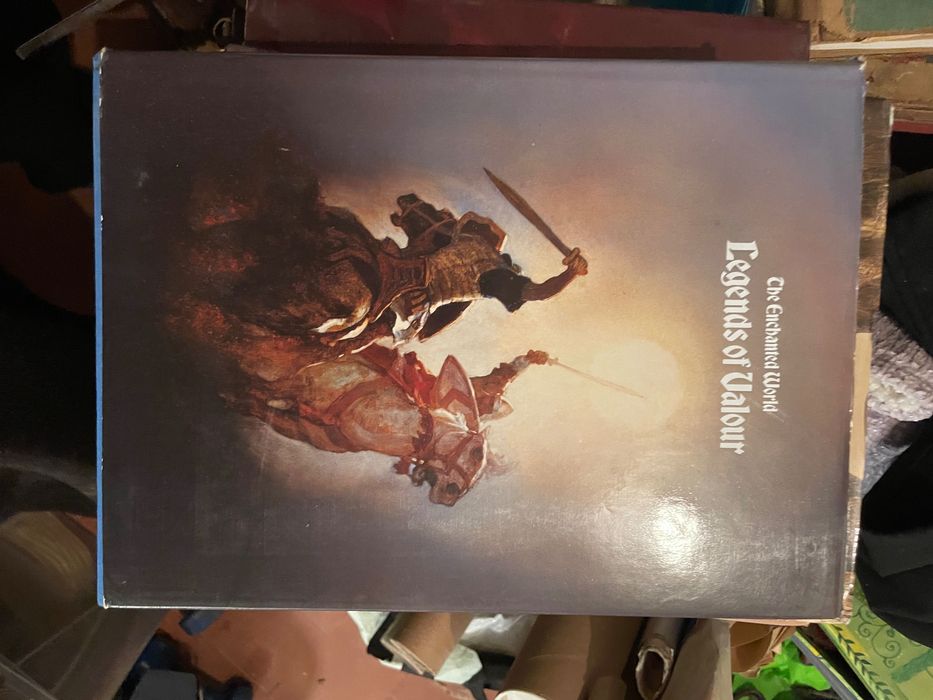 The Enchanted World
Legends of Valour